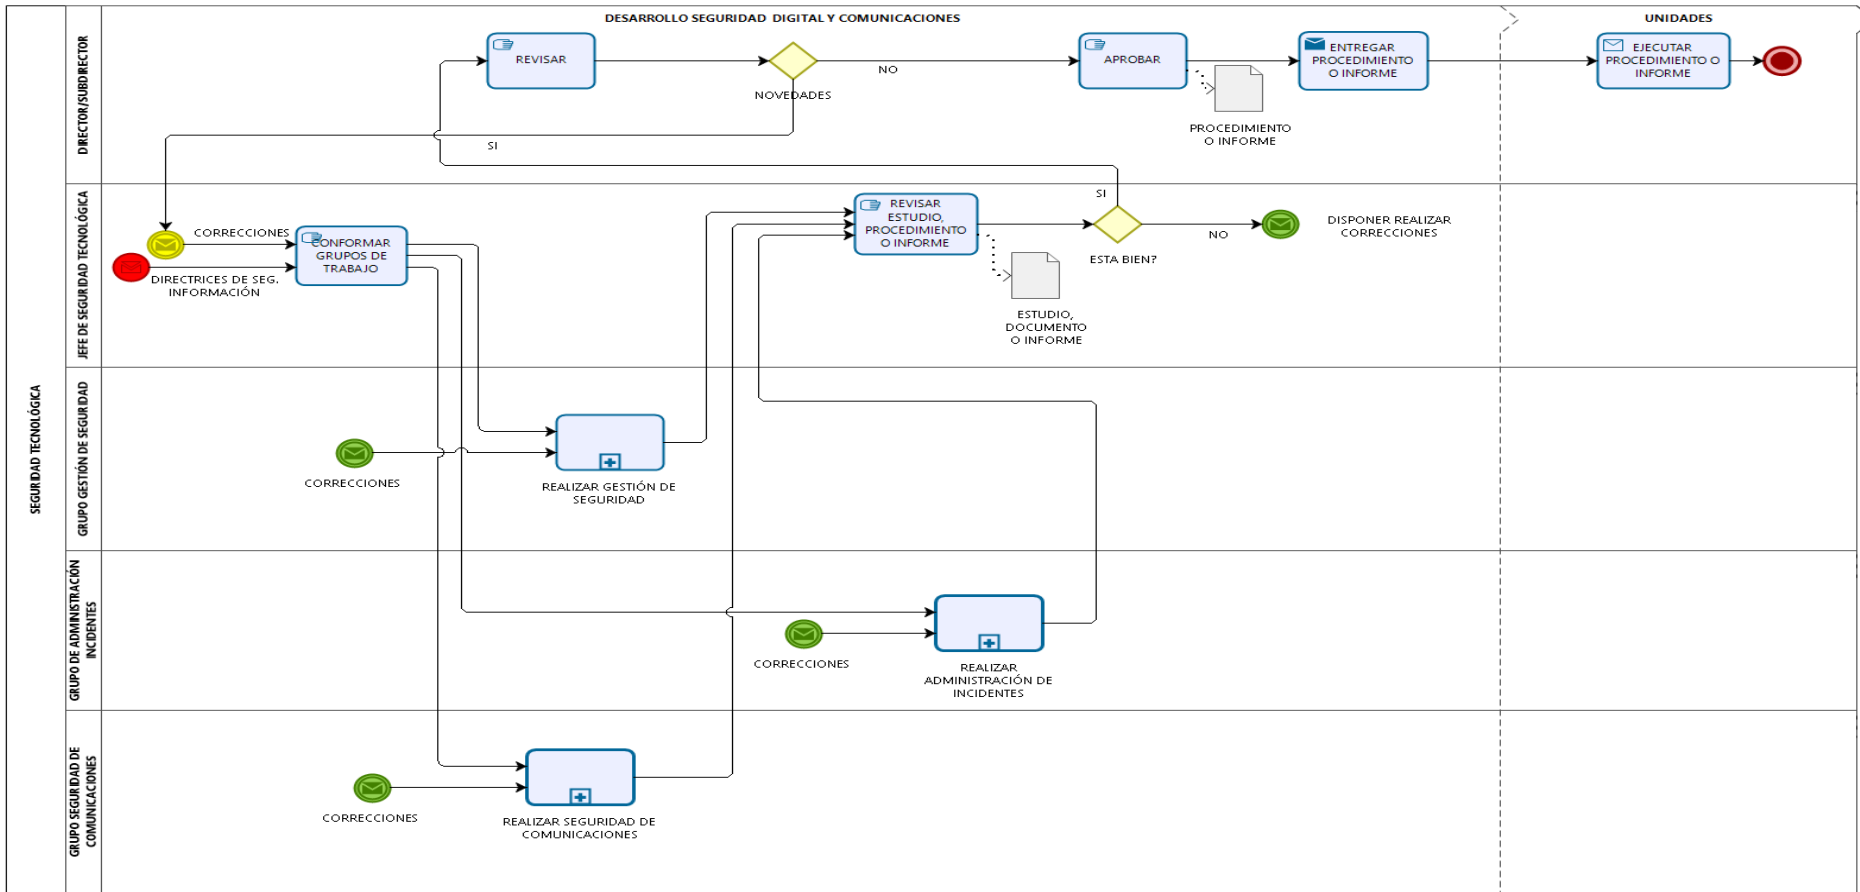 DESARROLLO SEGURIDAD DIGITAL Y COMUNICACIONES
UNIDADES
SEGURIDAD TECNOLÓGICA
DIRECTOR/SUBDIRECTOR
REVISAR
NOVEDADES
NO
SI
APROBAR
PROCEDIMIENTO
O INFORME
ENTREGAR
PROCEDIMIENTO
O INFORME
EJECUTAR
PROCEDIMIENTO O
INFORME
JEFE DE SEGURIDAD TECNOLÓGICA
CORRECCIONES
DIRECTRICES DE SEG.
INFORMACIÓN
CONFORMAR
GRUPOS DE
TRABAJO
REVISAR
ESTUDIO,
PROCEDIMIENTO
O INFORME
ESTUDIO,
DOCUMENTO
O INFORME
SI
ESTA BIEN?
NO
DISPONER REALIZAR
CORRECCIONES
GRUPO GESTIÓN DE SEGURIDAD
CORRECCIONES
REALIZAR GESTIÓN DE
SEGURIDAD
GRUPO DE ADMINISTRACIÓN
INCIDENTES
CORRECCIONES
REALIZAR
ADMINISTRACIÓN DE
INCIDENTES
GRUPO SEGURIDAD DE
COMUNICACIONES
CORRECCIONES
REALIZAR SEGURIDAD DE
COMUNICACIONES